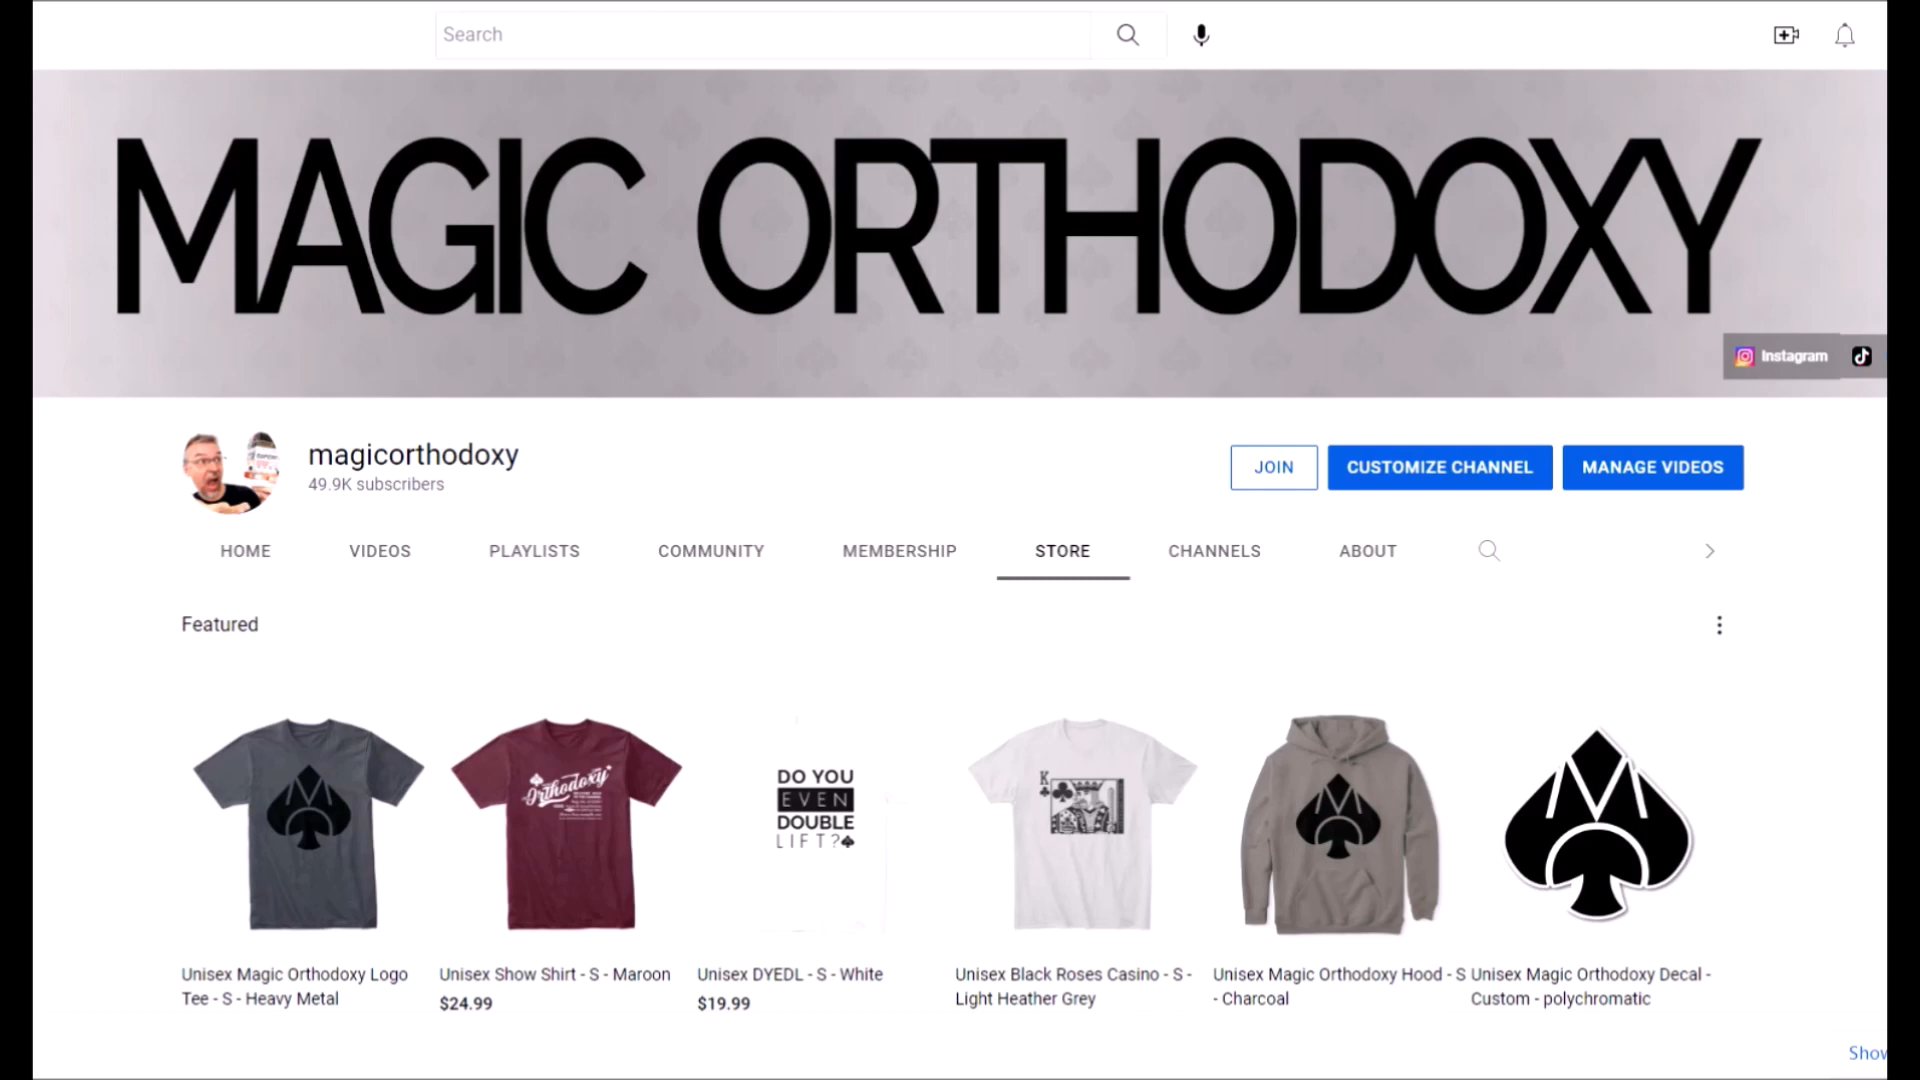 Search
MAGIC ORTHODOXY
Instagram
magicorthodoxy
49.9K subscribers
JOIN
CUSTOMIZE CHANNEL
MANAGE VIDEOS
HOME
VIDEOS
PLAYLISTS
COMMUNITY
MEMBERSHIP
STORE
CHANNELS
ABOUT
Featured
Orthodoxy
DO YOU
EVEN
DOUBLE
LIFT?
K
Unisex Magic Orthodoxy Logo
Tee - S - Heavy Metal
Unisex Show Shirt - S - Maroon
$24.99
Unisex DYEDL - S - White
$19.99
Unisex Black Roses Casino - S -
Light Heather Grey
Unisex Magic Orthodoxy Hood - S
- Charcoal
Unisex Magic Orthodoxy Decal -
Custom - polychromatic
Show